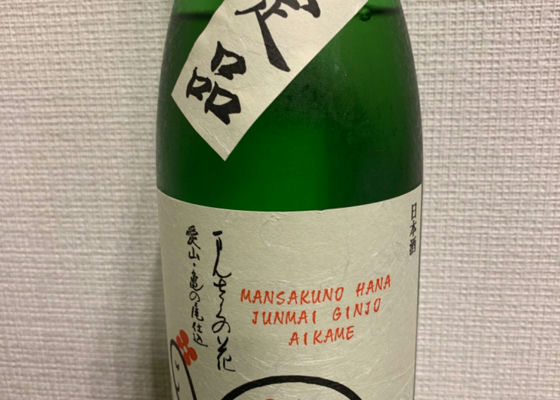 定品
日本酒
まんさくの花
愛山・亀の尾仕込
MANSAKUNO HANA
JUNMAI GINJO
AIKAME